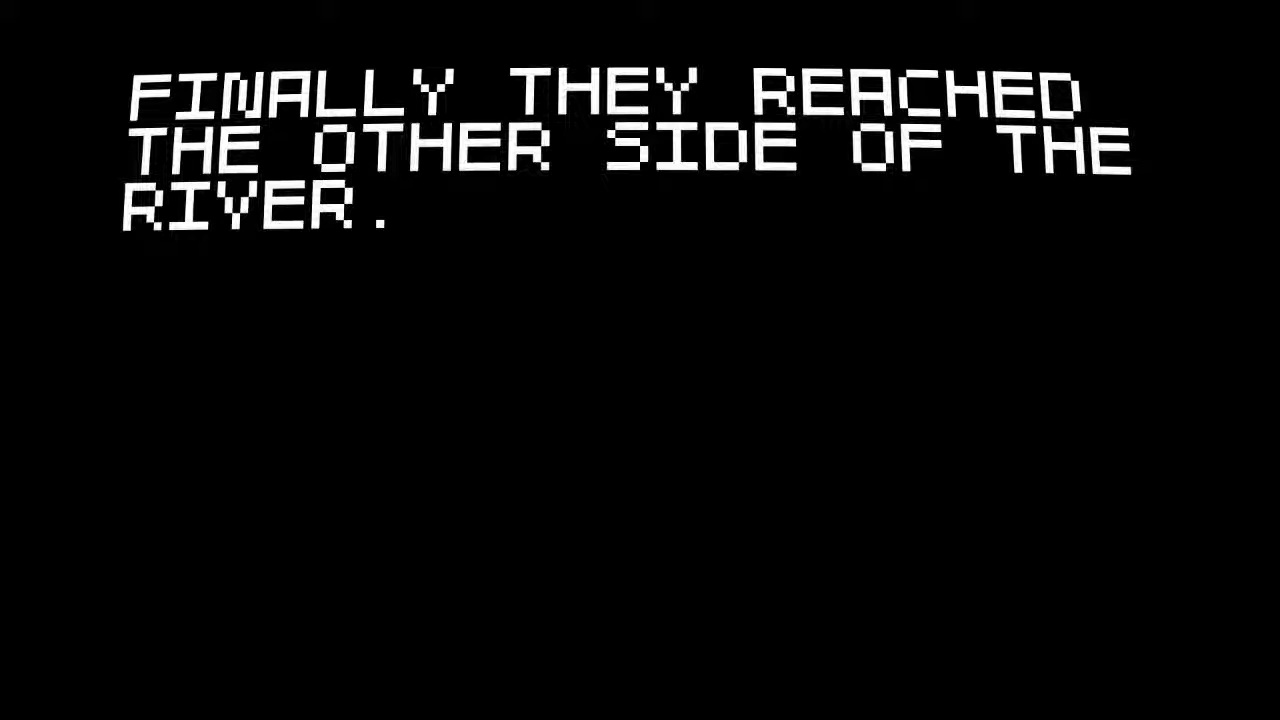 FINALLY THEY REACHED
THE OTHER SIDE OF THE
RIVER.